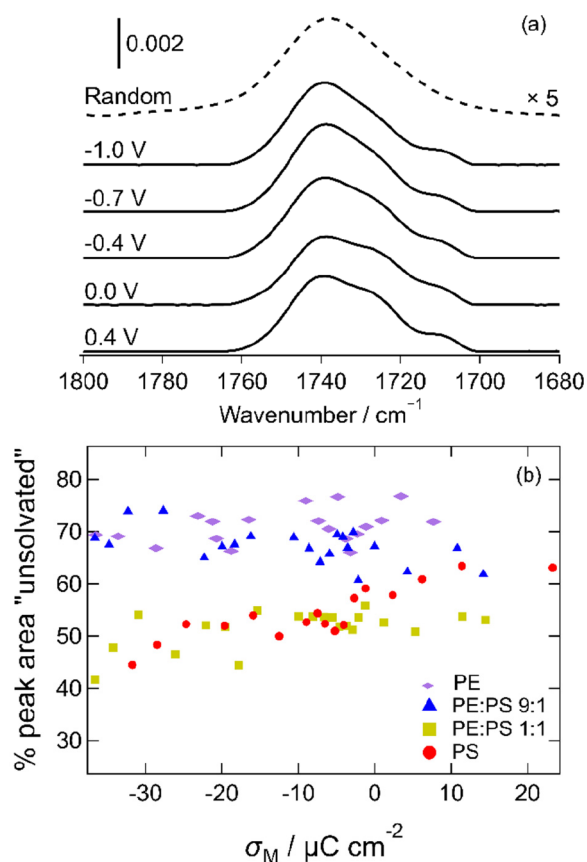 (a)
0.002
Random
× 5
-1.0 V
-0.7 V
-0.4 V
0.0 V
0.4 V
1800 1780 1760 1740 1720 1700 1680
Wavenumber / cm⁻¹
(b)
% peak area "unsolvated"
80
70
60
50
40
30
PE
PE:PS 9:1
PE:PS 1:1
PS
-30 -20 -10 0 10 20
σM / μC cm⁻²